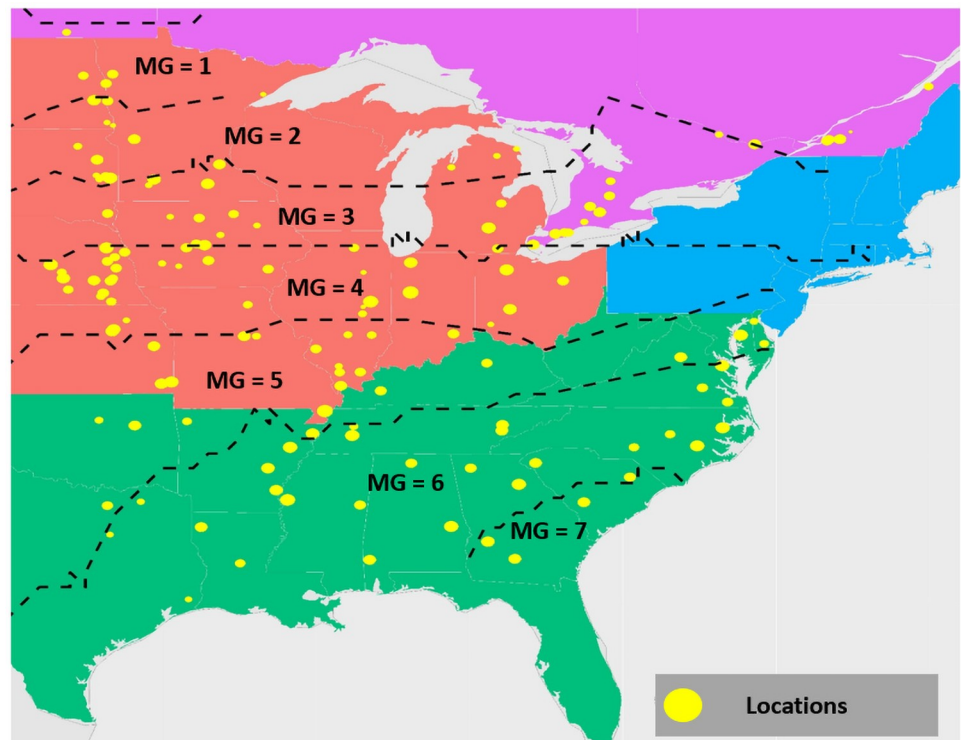 MG = 1
MG = 2
MG = 3
MG = 4
MG = 5
MG = 6
MG = 7
Locations